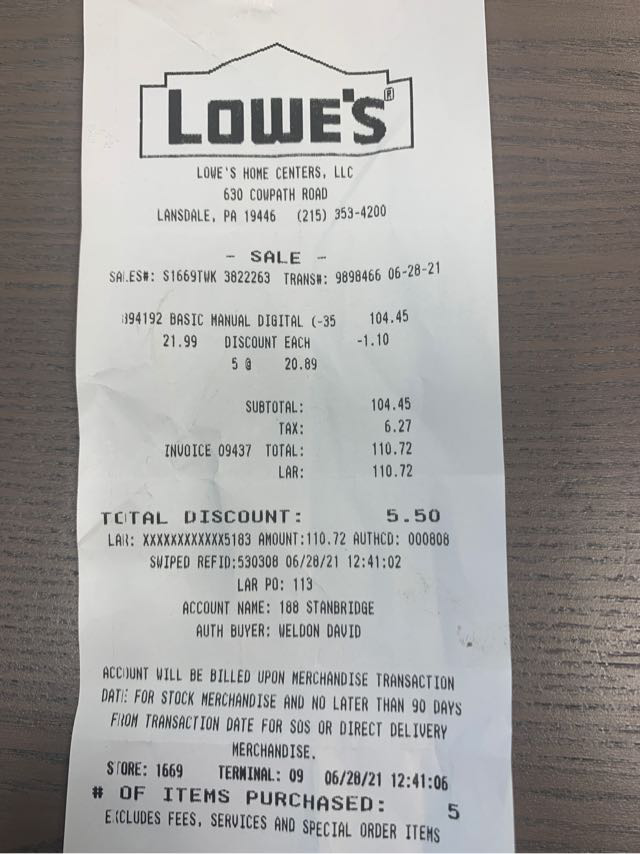 LOWE'S®
LOWE'S HOME CENTERS, LLC
630 COWPATH ROAD
LANSDALE, PA 19446 (215) 353-4200
- SALE -
SALES#: S1669TWK 3822263 TRANS#: 9898466 06-28-21
894192 BASIC MANUAL DIGITAL (-35 104.45
21.99 DISCOUNT EACH -1.10
5 @ 20.89
SUBTOTAL: 104.45
TAX: 6.27
INVOICE 09437 TOTAL: 110.72
LAR: 110.72
TOTAL DISCOUNT: 5.50
LAR: XXXXXXXXXXXX5183 AMOUNT:110.72 AUTHCD: 000808
SWIPED REFID:530308 06/28/21 12:41:02
LAR PO: 113
ACCOUNT NAME: 188 STANBRIDGE
AUTH BUYER: WELDON DAVID
ACCOUNT WILL BE BILLED UPON MERCHANDISE TRANSACTION
DATE FOR STOCK MERCHANDISE AND NO LATER THAN 90 DAYS
FROM TRANSACTION DATE FOR SOS OR DIRECT DELIVERY
MERCHANDISE.
STORE: 1669 TERMINAL: 09 06/28/21 12:41:06
# OF ITEMS PURCHASED: 5
EXCLUDES FEES, SERVICES AND SPECIAL ORDER ITEMS